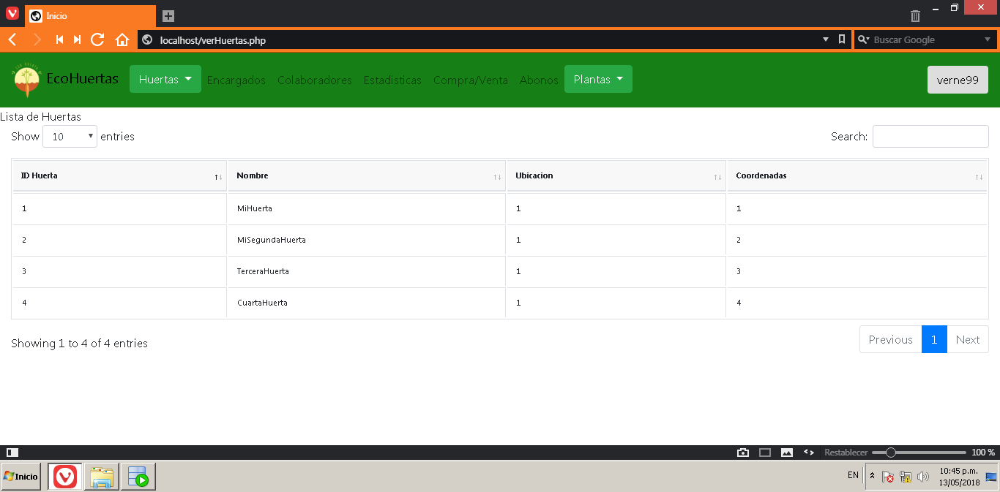 Inicio
localhost/verHuertas.php
Buscar Google
EcoHuertas Huertas Encargados Colaboradores Estadisticas Compra/Venta Abonos Plantas verne99
Lista de Huertas
Show 10 entries Search:
ID Huerta Nombre Ubicacion Coordenadas
1 MiHuerta 1 1
2 MiSegundaHuerta 1 2
3 TerceraHuerta 1 3
4 CuartaHuerta 1 4
Showing 1 to 4 of 4 entries Previous 1 Next
Restablecer 100 %
Inicio EN 10:45 p.m.
13/05/2018